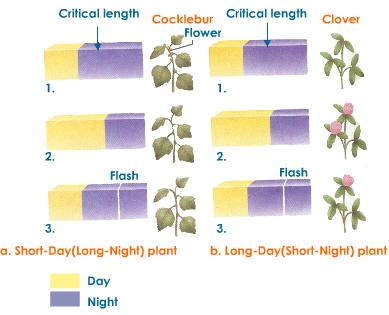 Critical length
Cocklebur
Flower
1.
2.
Flash
3.
a. Short-Day(Long-Night) plant
Critical length
Clover
1.
2.
Flash
3.
b. Long-Day(Short-Night) plant
Day
Night